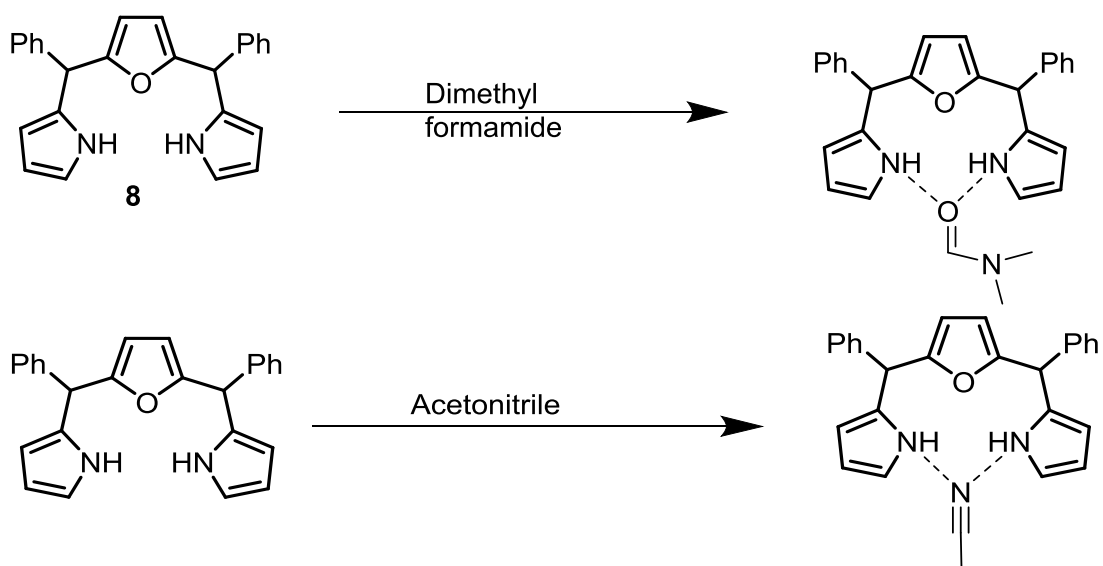 Ph Ph
O
NH HN
8
Dimethyl
formamide
Ph Ph
O
NH HN
O
N
Ph Ph
O
NH HN
Acetonitrile
Ph Ph
O
NH HN
N